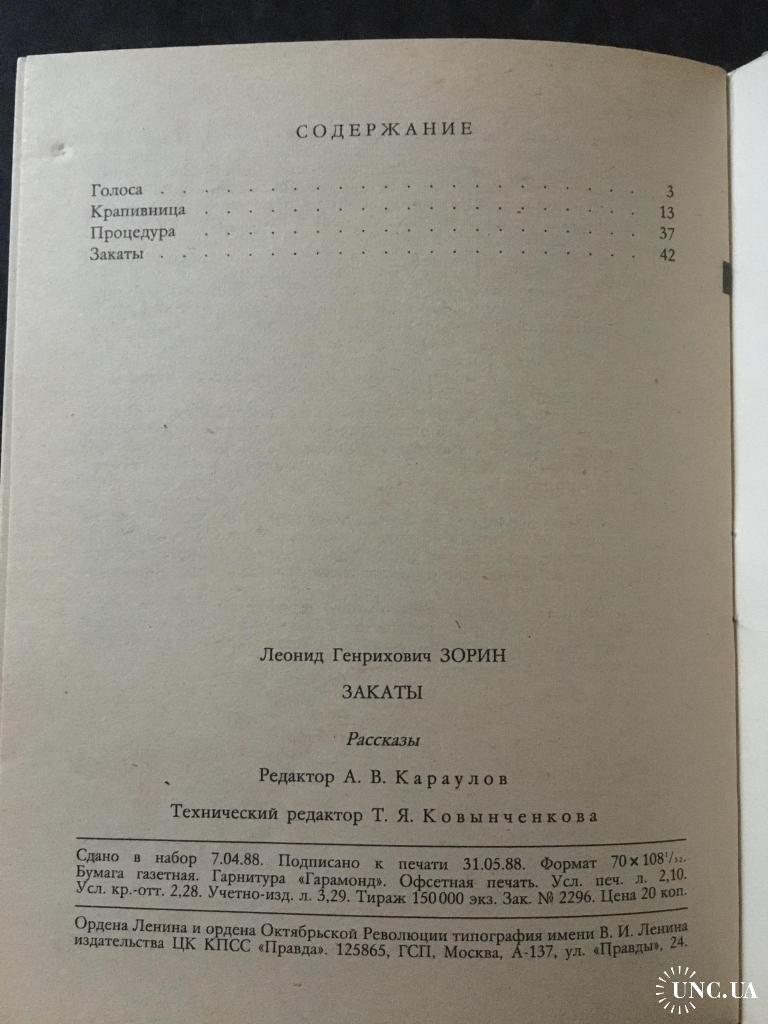 СОДЕРЖАНИЕ
Голоса . . . . . . . . . . . . . . . . . . . . . . 3
Крапивница . . . . . . . . . . . . . . . . . . . . 13
Процедура . . . . . . . . . . . . . . . . . . . . 37
Закаты . . . . . . . . . . . . . . . . . . . . . . 42
Леонид Генрихович ЗОРИН
ЗАКАТЫ
Рассказы
Редактор А. В. Караулов
Технический редактор Т. Я. Ковынченкова
Сдано в набор 7.04.88. Подписано к печати 31.05.88. Формат 70×108¹/₃₂.
Бумага газетная. Гарнитура «Гарамонд». Офсетная печать. Усл. печ. л. 2,10.
Усл. кр.-отт. 2,28. Учетно-изд. л. 3,29. Тираж 150 000 экз. Зак. № 2296. Цена 20 коп.
Ордена Ленина и ордена Октябрьской Революции типография имени В. И. Ленина
издательства ЦК КПСС «Правда». 125865, ГСП, Москва, А-137, ул. «Правды», 24.
UNC.UA